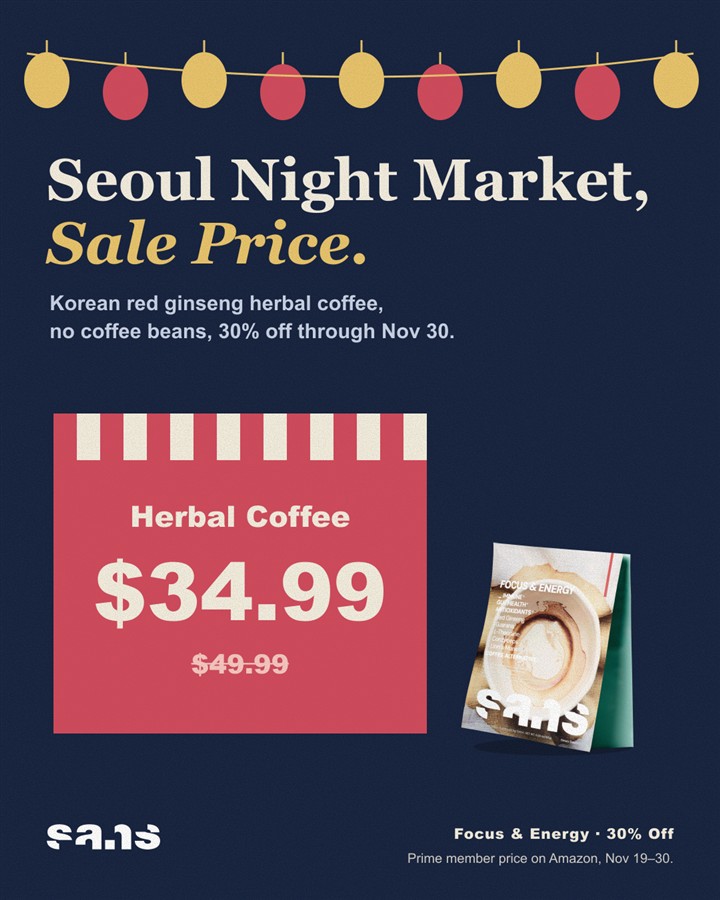 Seoul Night Market,
Sale Price.
Korean red ginseng herbal coffee,
no coffee beans, 30% off through Nov 30.
Herbal Coffee
$34.99
$49.99
FOCUS & ENERGY
sans
sans
Focus & Energy · 30% Off
Prime member price on Amazon, Nov 19–30.